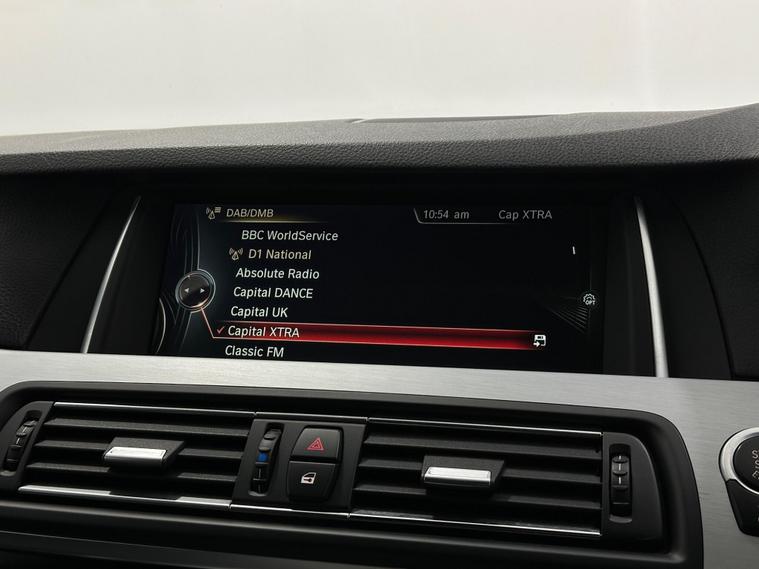 DAB/DMB
10:54 am Cap XTRA
BBC WorldService
D1 National
Absolute Radio
Capital DANCE
Capital UK
Capital XTRA
Classic FM
OPT